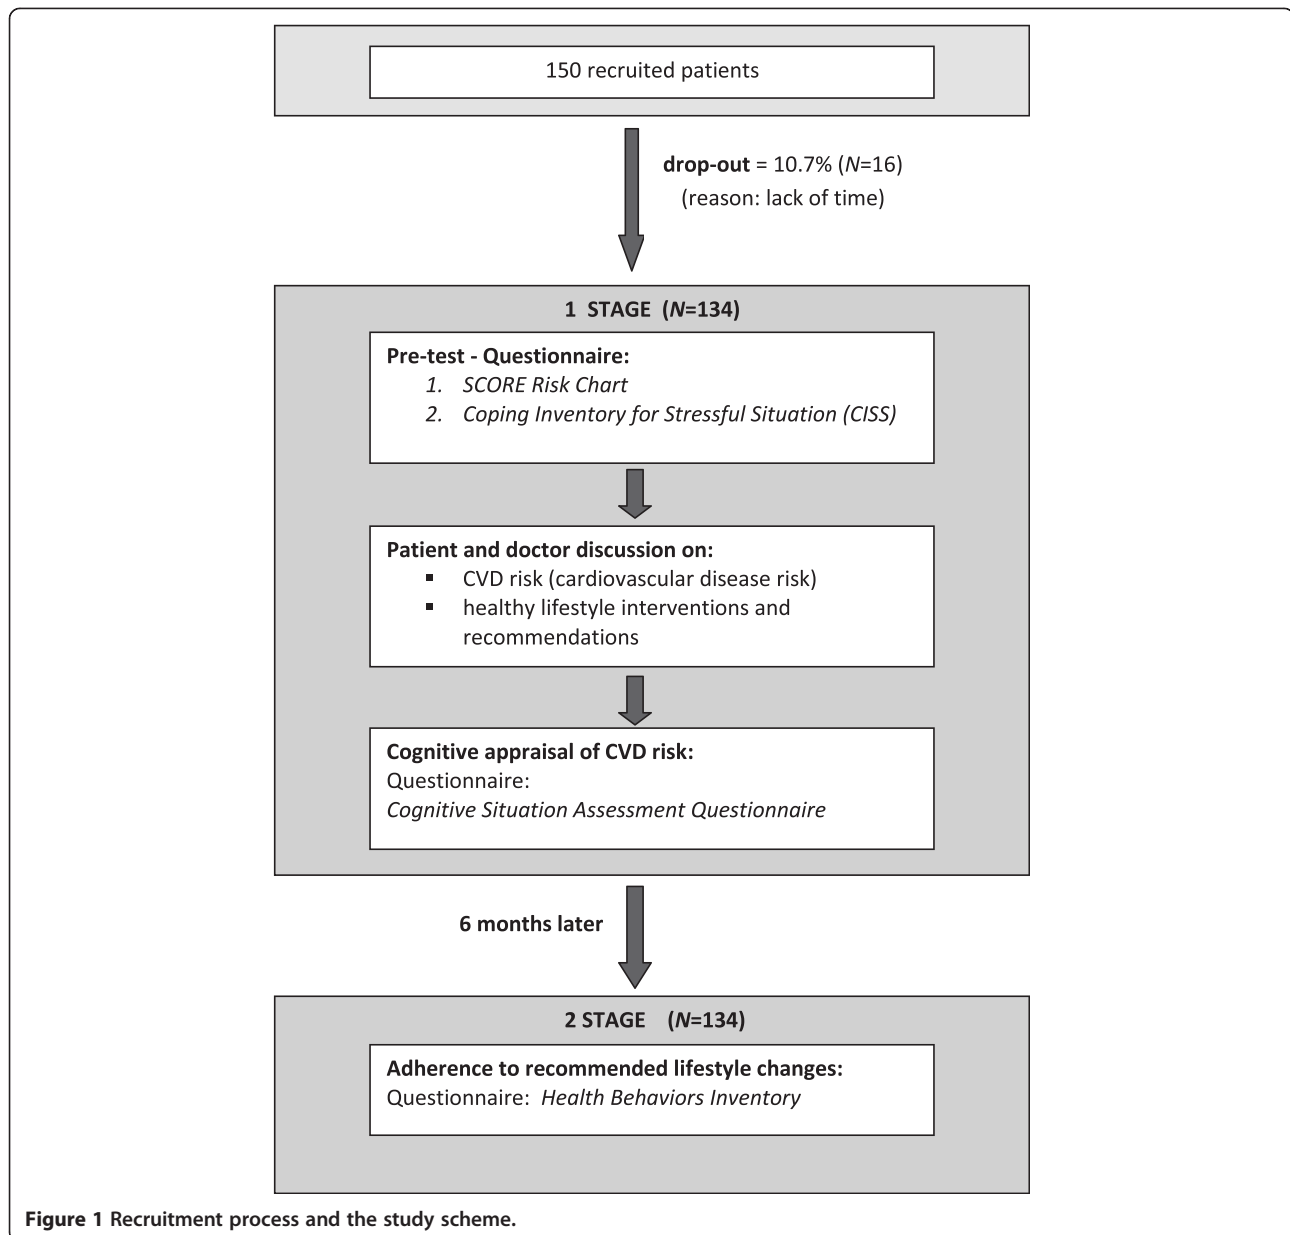 150 recruited patients
drop-out = 10.7% (N=16)
(reason: lack of time)
1 STAGE (N=134)
Pre-test - Questionnaire:
1. SCORE Risk Chart
2. Coping Inventory for Stressful Situation (CISS)
Patient and doctor discussion on:
▪ CVD risk (cardiovascular disease risk)
▪ healthy lifestyle interventions and
recommendations
Cognitive appraisal of CVD risk:
Questionnaire:
Cognitive Situation Assessment Questionnaire
6 months later
2 STAGE (N=134)
Adherence to recommended lifestyle changes:
Questionnaire: Health Behaviors Inventory
Figure 1 Recruitment process and the study scheme.